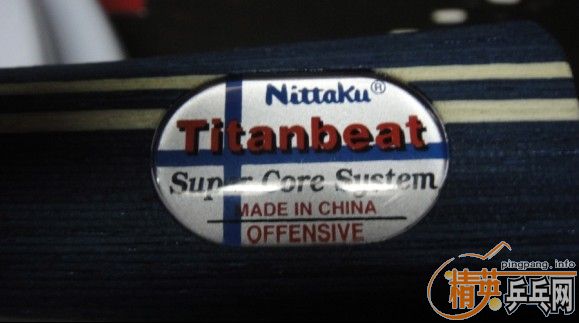 Nittaku®
Titanbeat
Super Core System
MADE IN CHINA
OFFENSIVE
pingpang.info
精英乒乓网